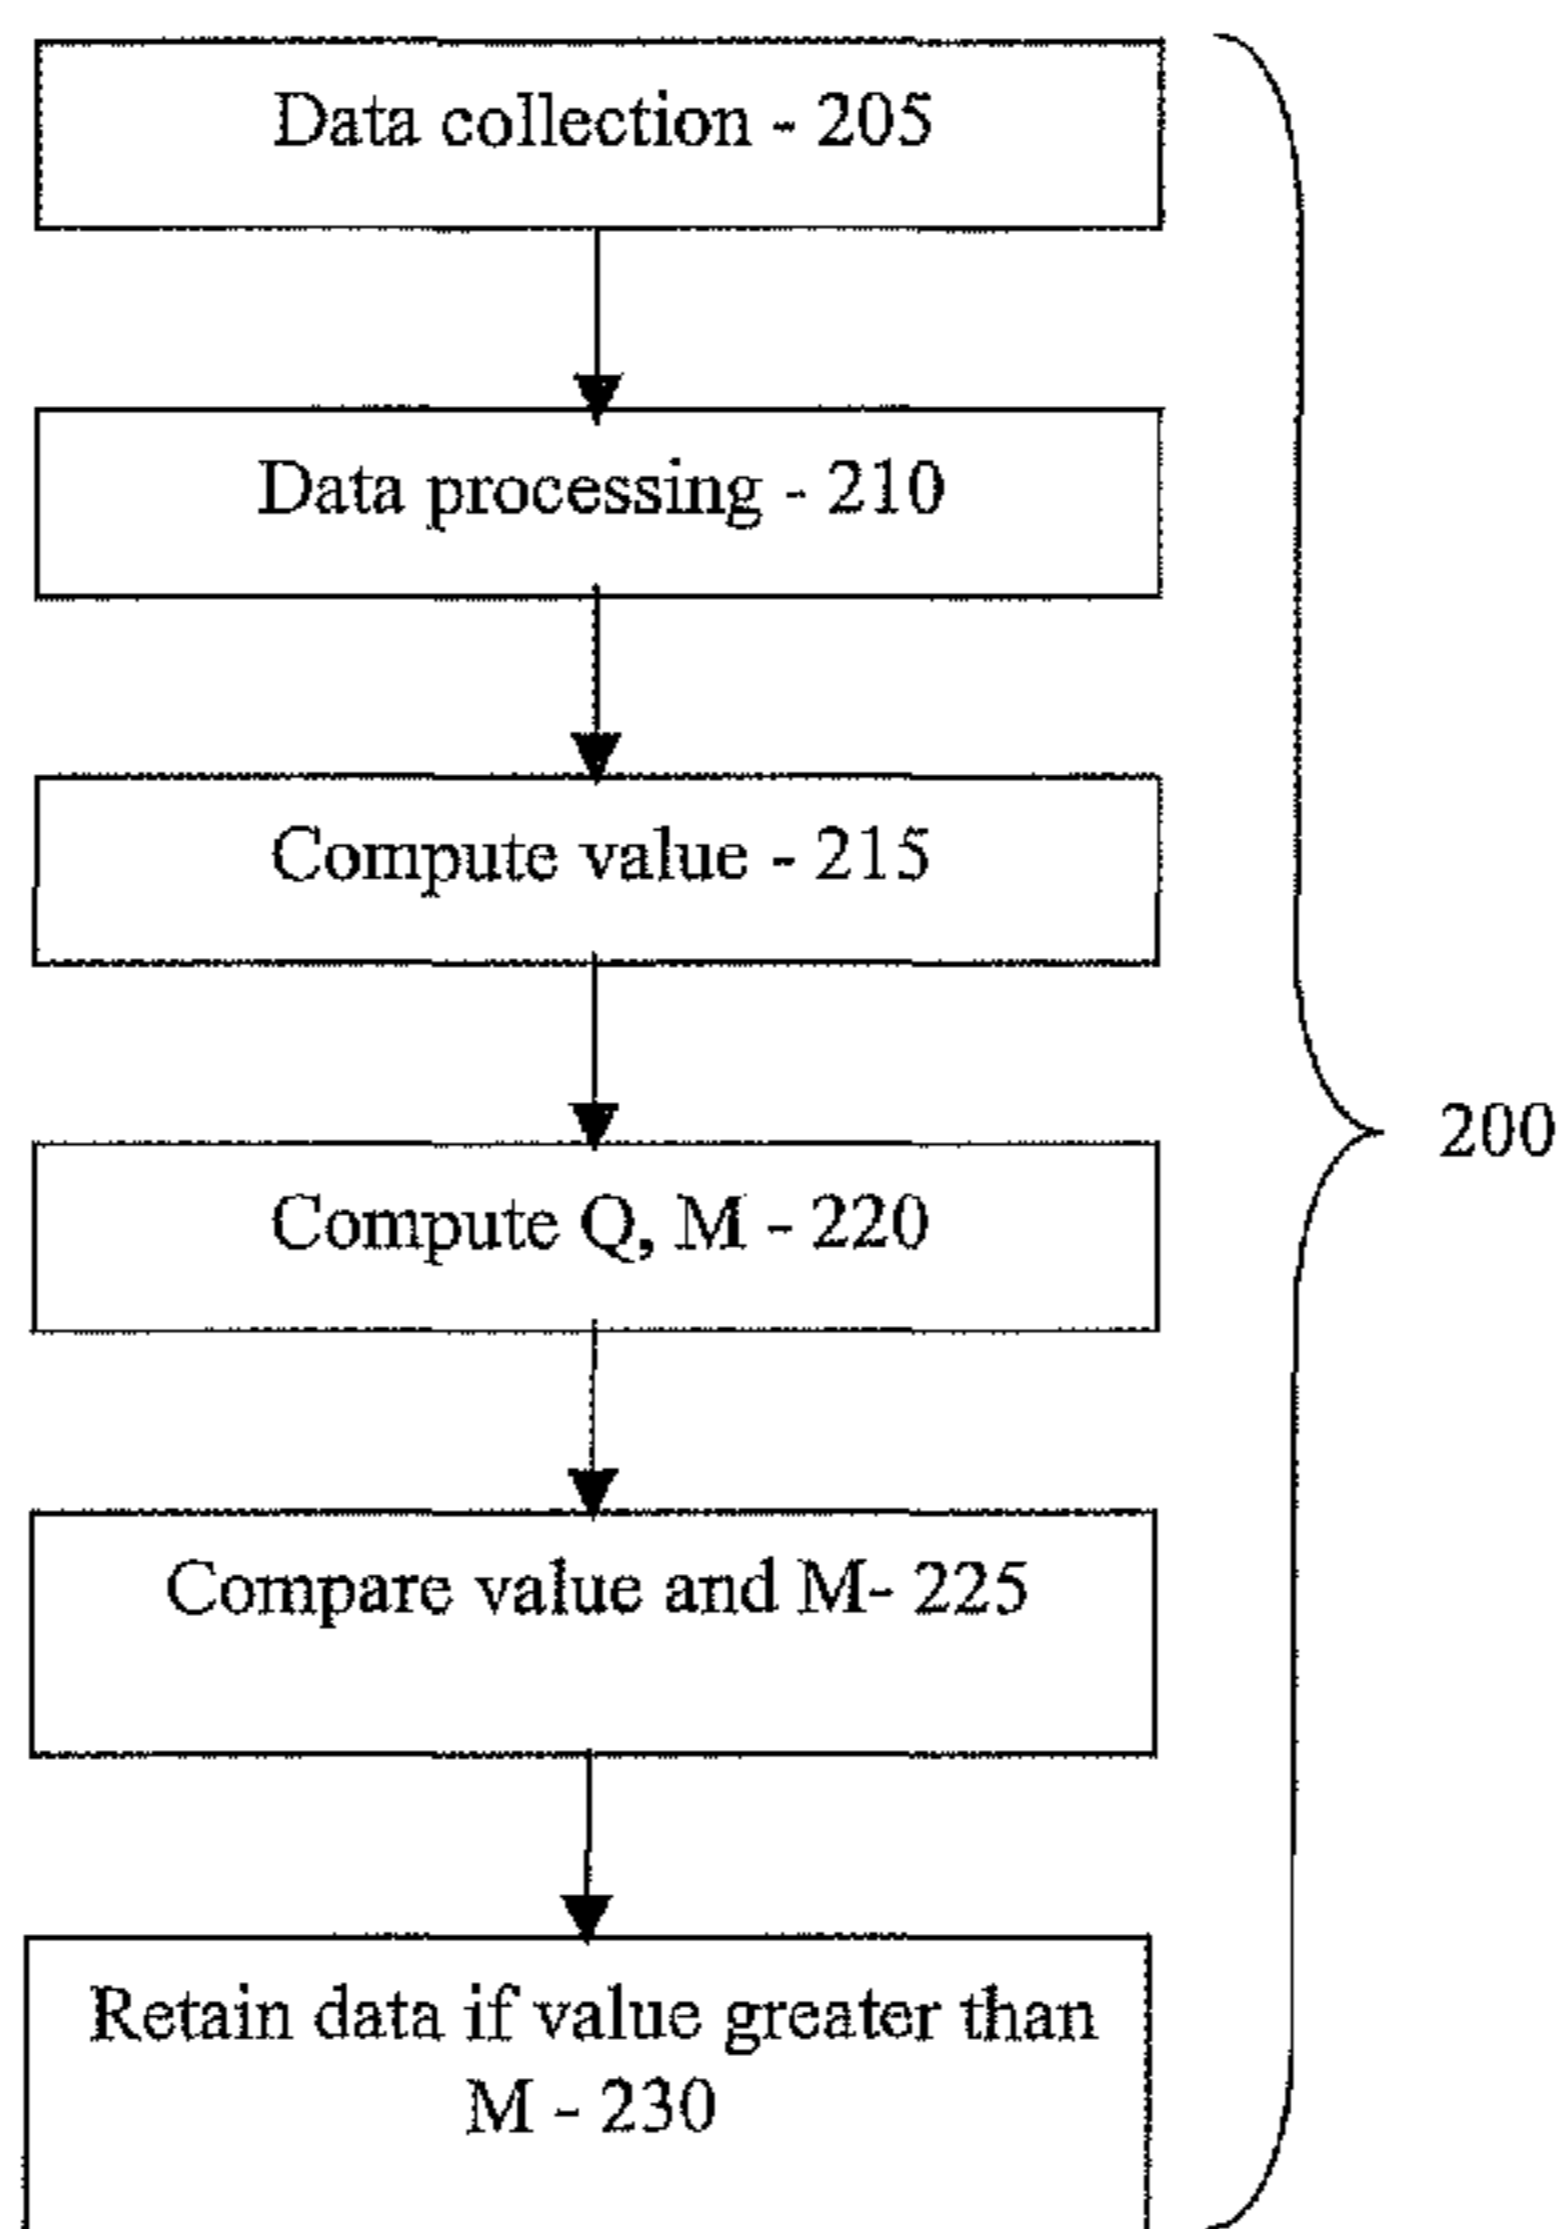 Data collection - 205
Data processing - 210
Compute value - 215
200
Compute Q, M - 220
Compare value and M- 225
Retain data if value greater than
M - 230